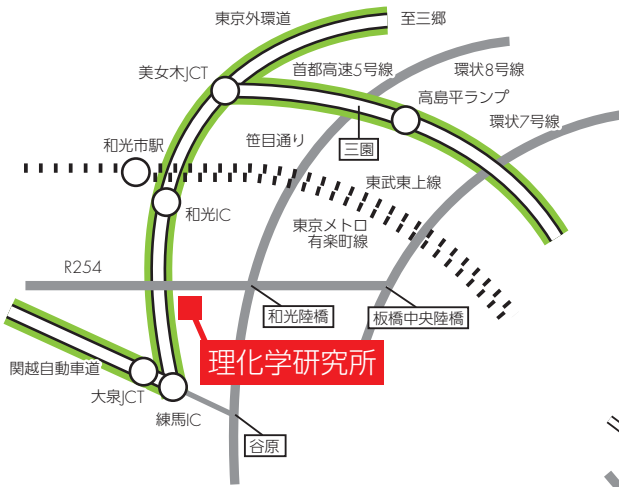 東京外環道
至三郷
美女木JCT
首都高速5号線
環状8号線
高島平ランプ
環状7号線
和光市駅
笹目通り
三園
東武東上線
和光IC
東京メトロ
有楽町線
R254
和光陸橋
板橋中央陸橋
理化学研究所
関越自動車道
大泉JCT
練馬IC
谷原